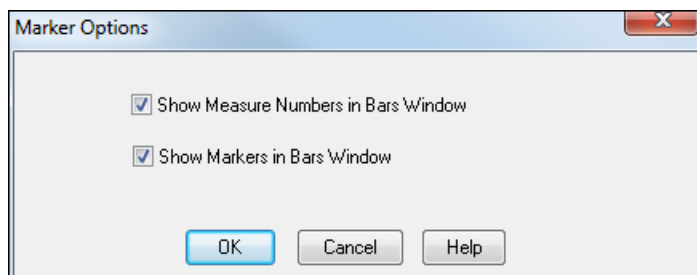 Marker Options
Show Measure Numbers in Bars Window
Show Markers in Bars Window
OK Cancel Help